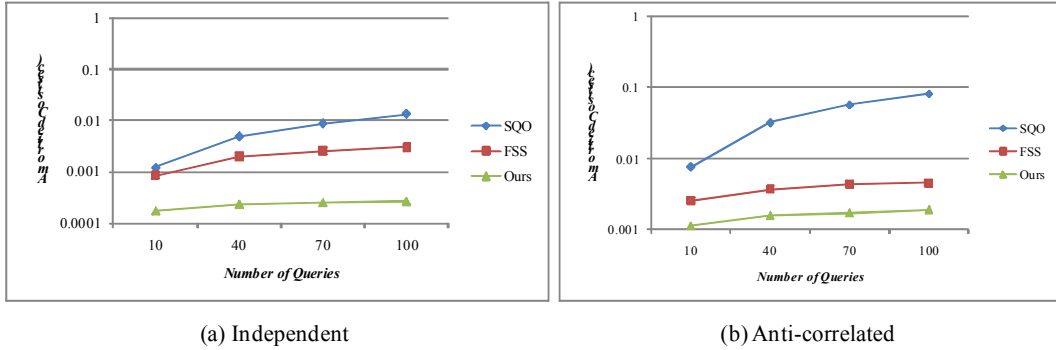 1
0.1
0.01
0.001
0.0001
10 40 70 100
Number of Queries
SQO
FSS
Ours
(a) Independent
1
0.1
0.01
0.001
10 40 70 100
Number of Queries
SQO
FSS
Ours
(b) Anti-correlated